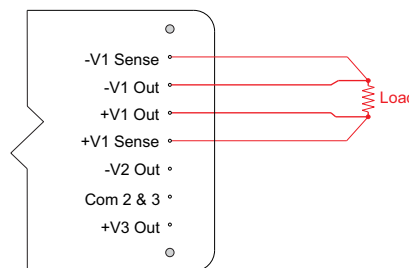 -V1 Sense
-V1 Out
+V1 Out
+V1 Sense
-V2 Out
Com 2 & 3
+V3 Out
Load